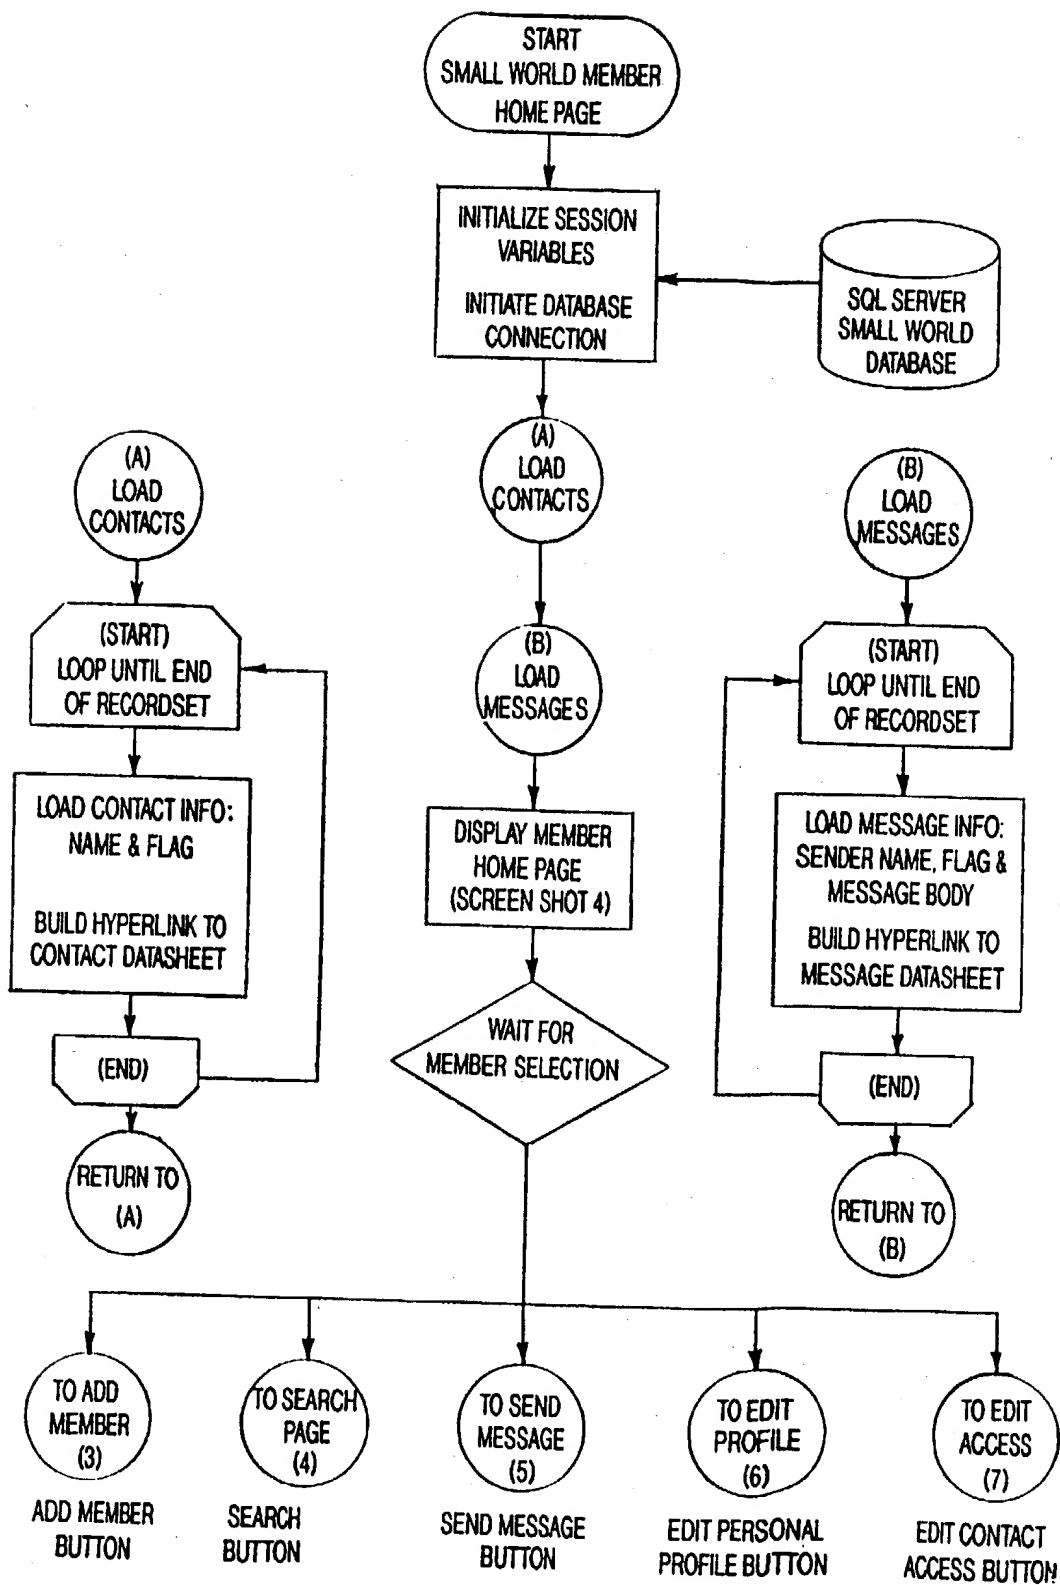 START
SMALL WORLD MEMBER
HOME PAGE
INITIALIZE SESSION
VARIABLES
INITIATE DATABASE
CONNECTION
SQL SERVER
SMALL WORLD
DATABASE
(A)
LOAD
CONTACTS
(B)
LOAD
MESSAGES
DISPLAY MEMBER
HOME PAGE
(SCREEN SHOT 4)
WAIT FOR
MEMBER SELECTION
(A)
LOAD
CONTACTS
(START)
LOOP UNTIL END
OF RECORDSET
LOAD CONTACT INFO:
NAME & FLAG
BUILD HYPERLINK TO
CONTACT DATASHEET
(END)
RETURN TO
(A)
(B)
LOAD
MESSAGES
(START)
LOOP UNTIL END
OF RECORDSET
LOAD MESSAGE INFO:
SENDER NAME, FLAG &
MESSAGE BODY
BUILD HYPERLINK TO
MESSAGE DATASHEET
(END)
RETURN TO
(B)
TO ADD
MEMBER
(3)
ADD MEMBER
BUTTON
TO SEARCH
PAGE
(4)
SEARCH
BUTTON
TO SEND
MESSAGE
(5)
SEND MESSAGE
BUTTON
TO EDIT
PROFILE
(6)
EDIT PERSONAL
PROFILE BUTTON
TO EDIT
ACCESS
(7)
EDIT CONTACT
ACCESS BUTTON